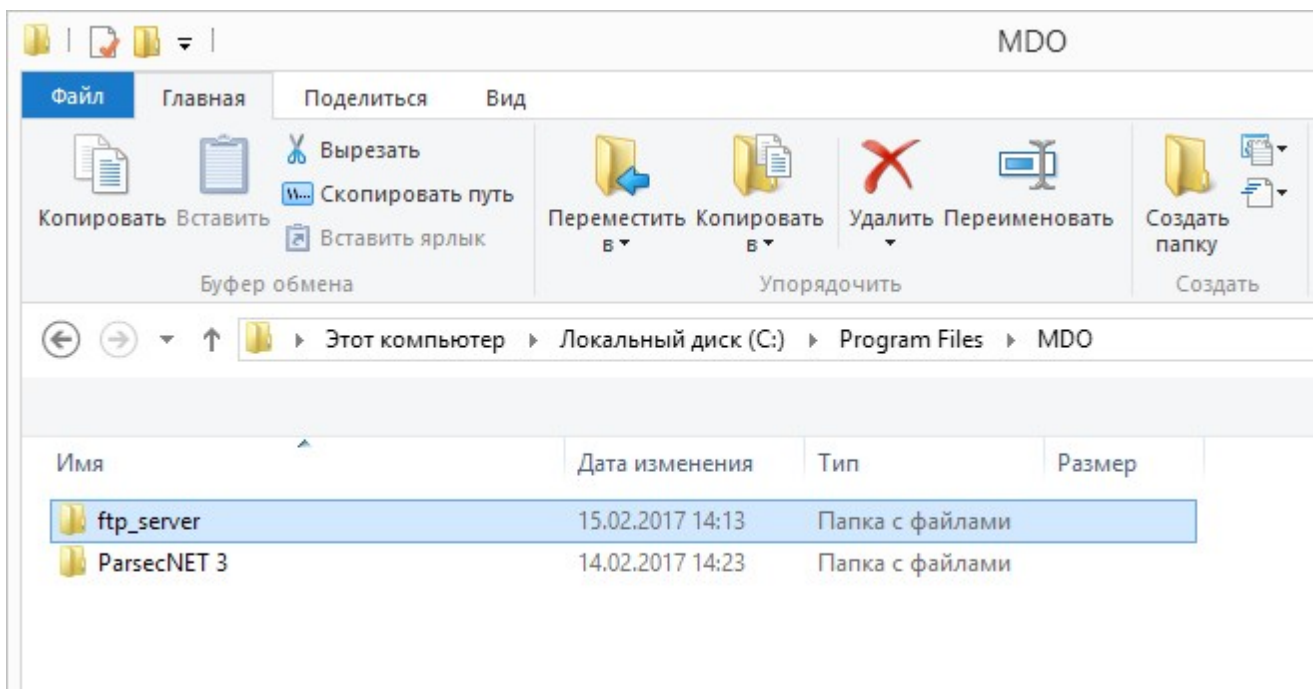 MDO
Файл Главная Поделиться Вид
Копировать Вставить Вырезать
Скопировать путь
Вставить ярлык
Переместить в Копировать в Удалить Переименовать Создать папку
Буфер обмена Упорядочить Создать
Этот компьютер Локальный диск (C:) Program Files MDO
Имя Дата изменения Тип Размер
ftp_server 15.02.2017 14:13 Папка с файлами
ParsecNET 3 14.02.2017 14:23 Папка с файлами